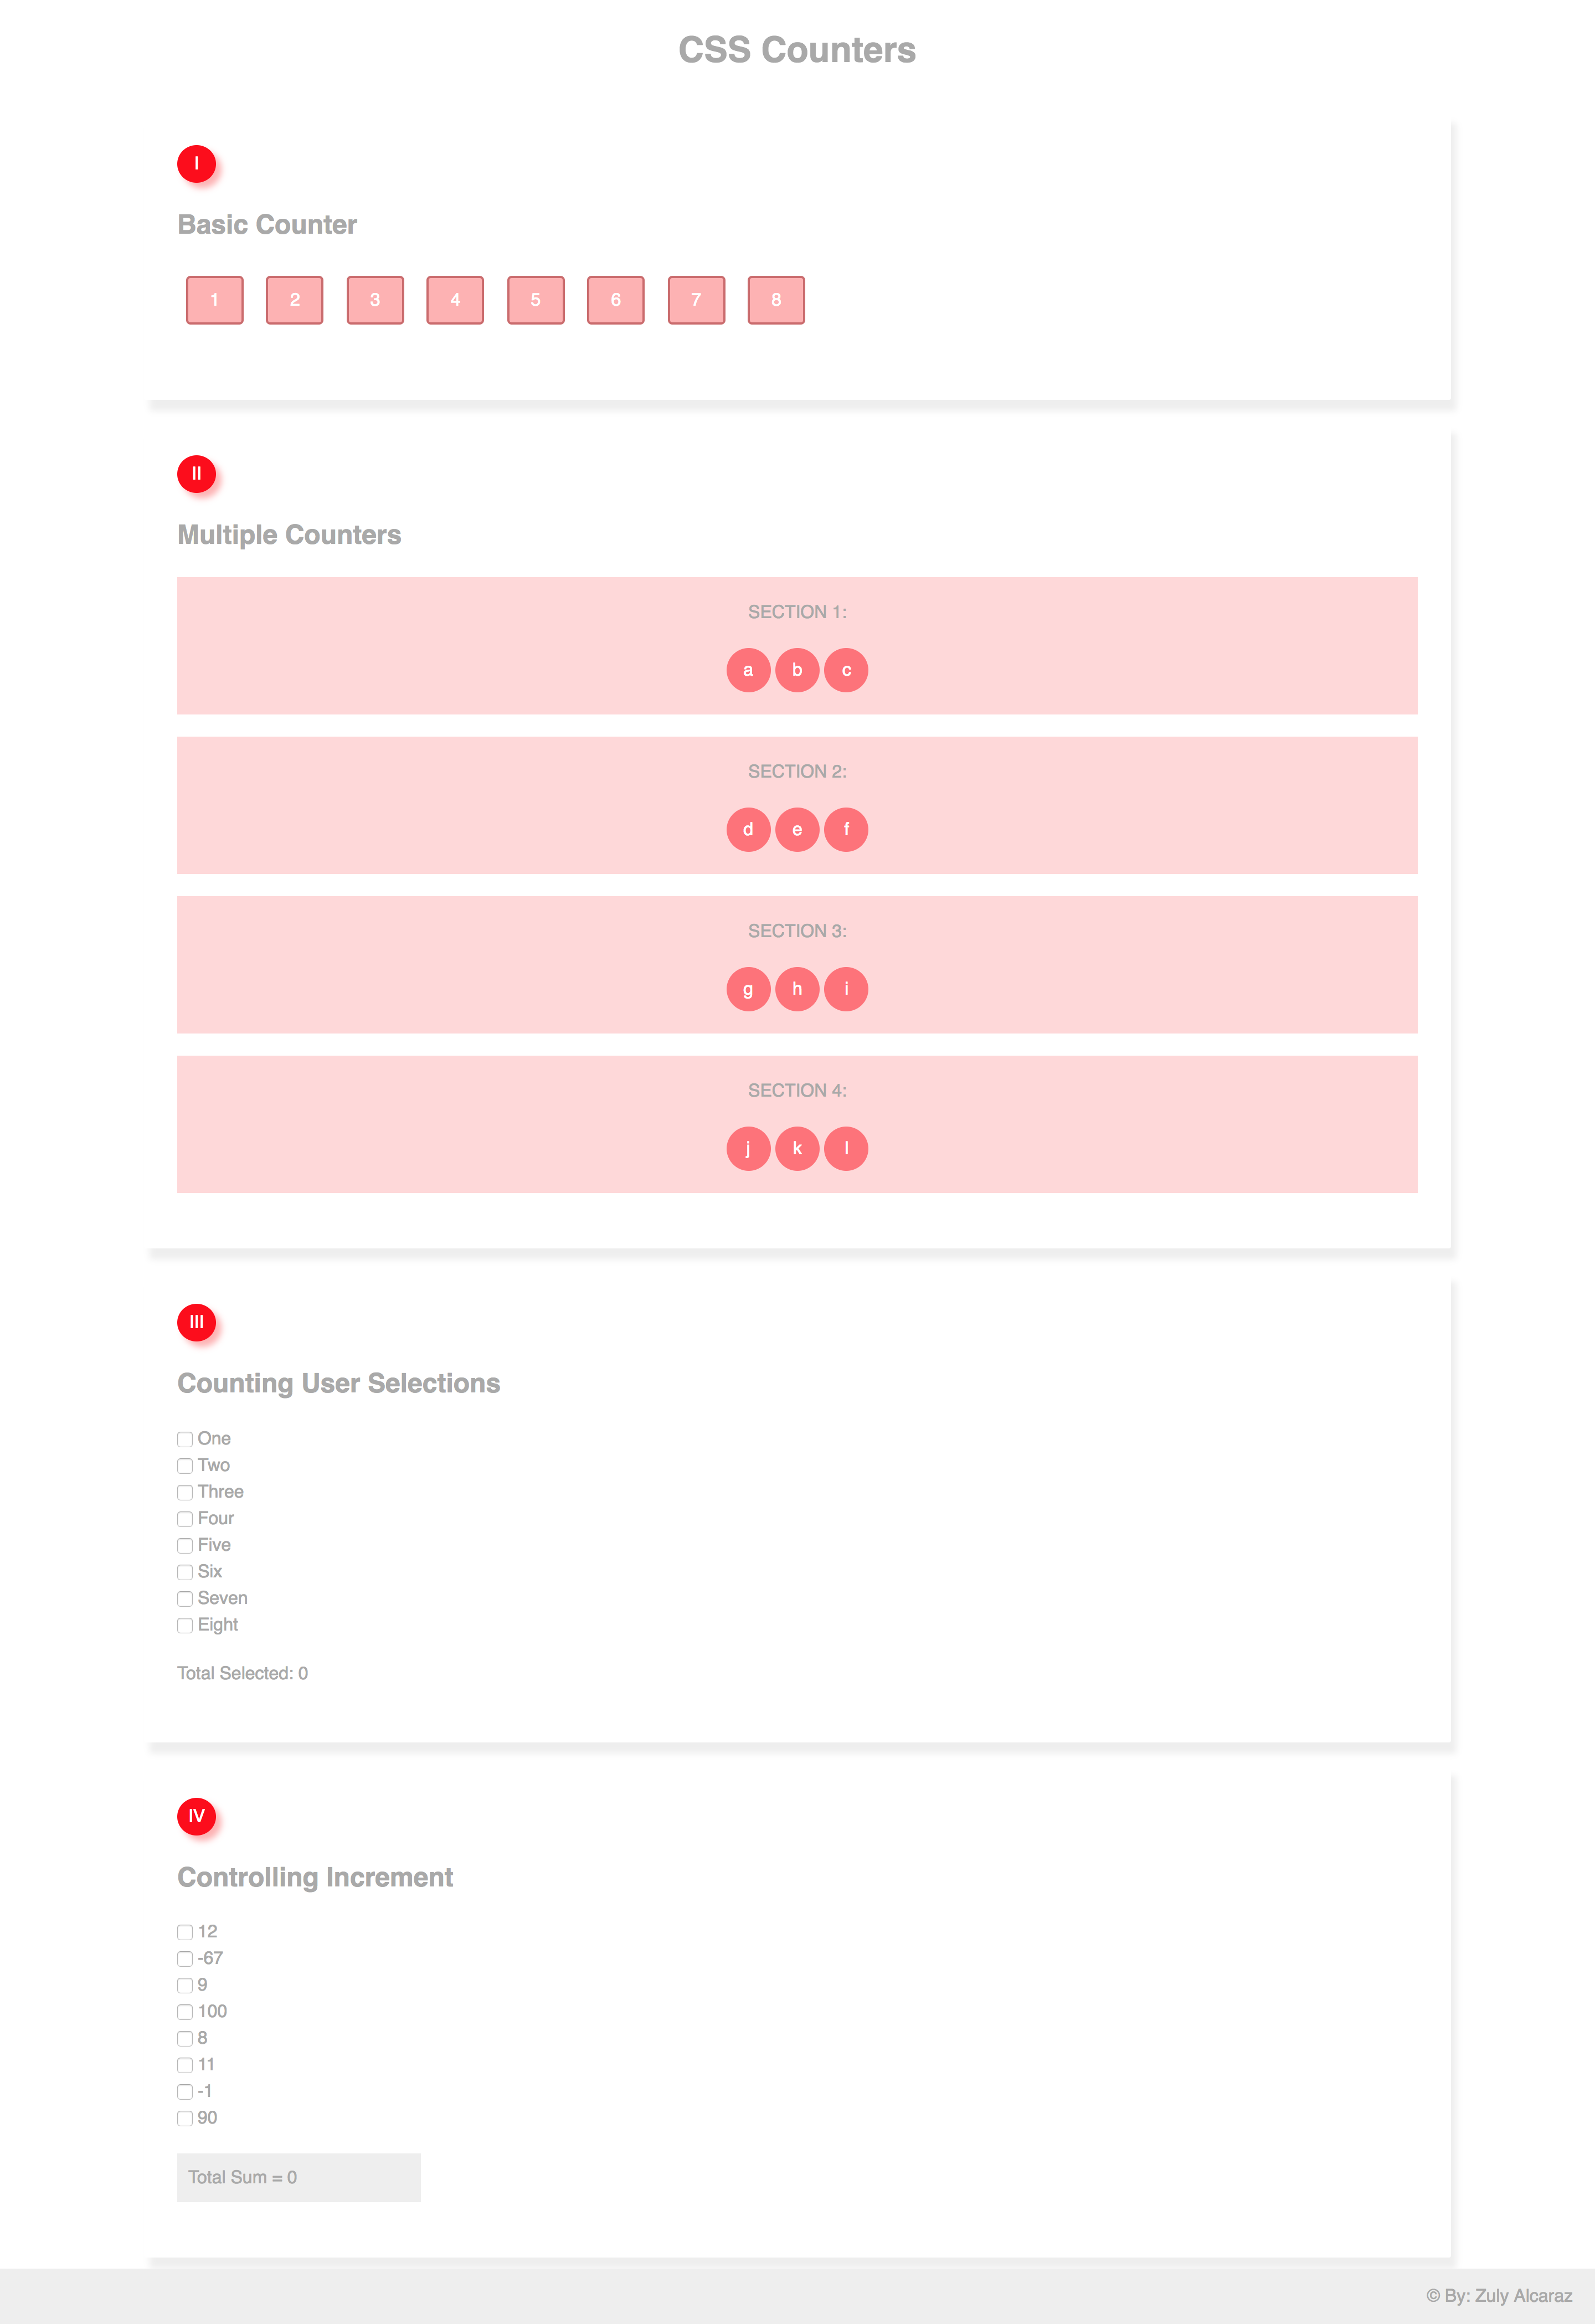 CSS Counters
I
Basic Counter
1 2 3 4 5 6 7 8
II
Multiple Counters
SECTION 1:
a b c
SECTION 2:
d e f
SECTION 3:
g h i
SECTION 4:
j k l
III
Counting User Selections
One
Two
Three
Four
Five
Six
Seven
Eight
Total Selected: 0
IV
Controlling Increment
12
-67
9
100
8
11
-1
90
Total Sum = 0
© By: Zuly Alcaraz